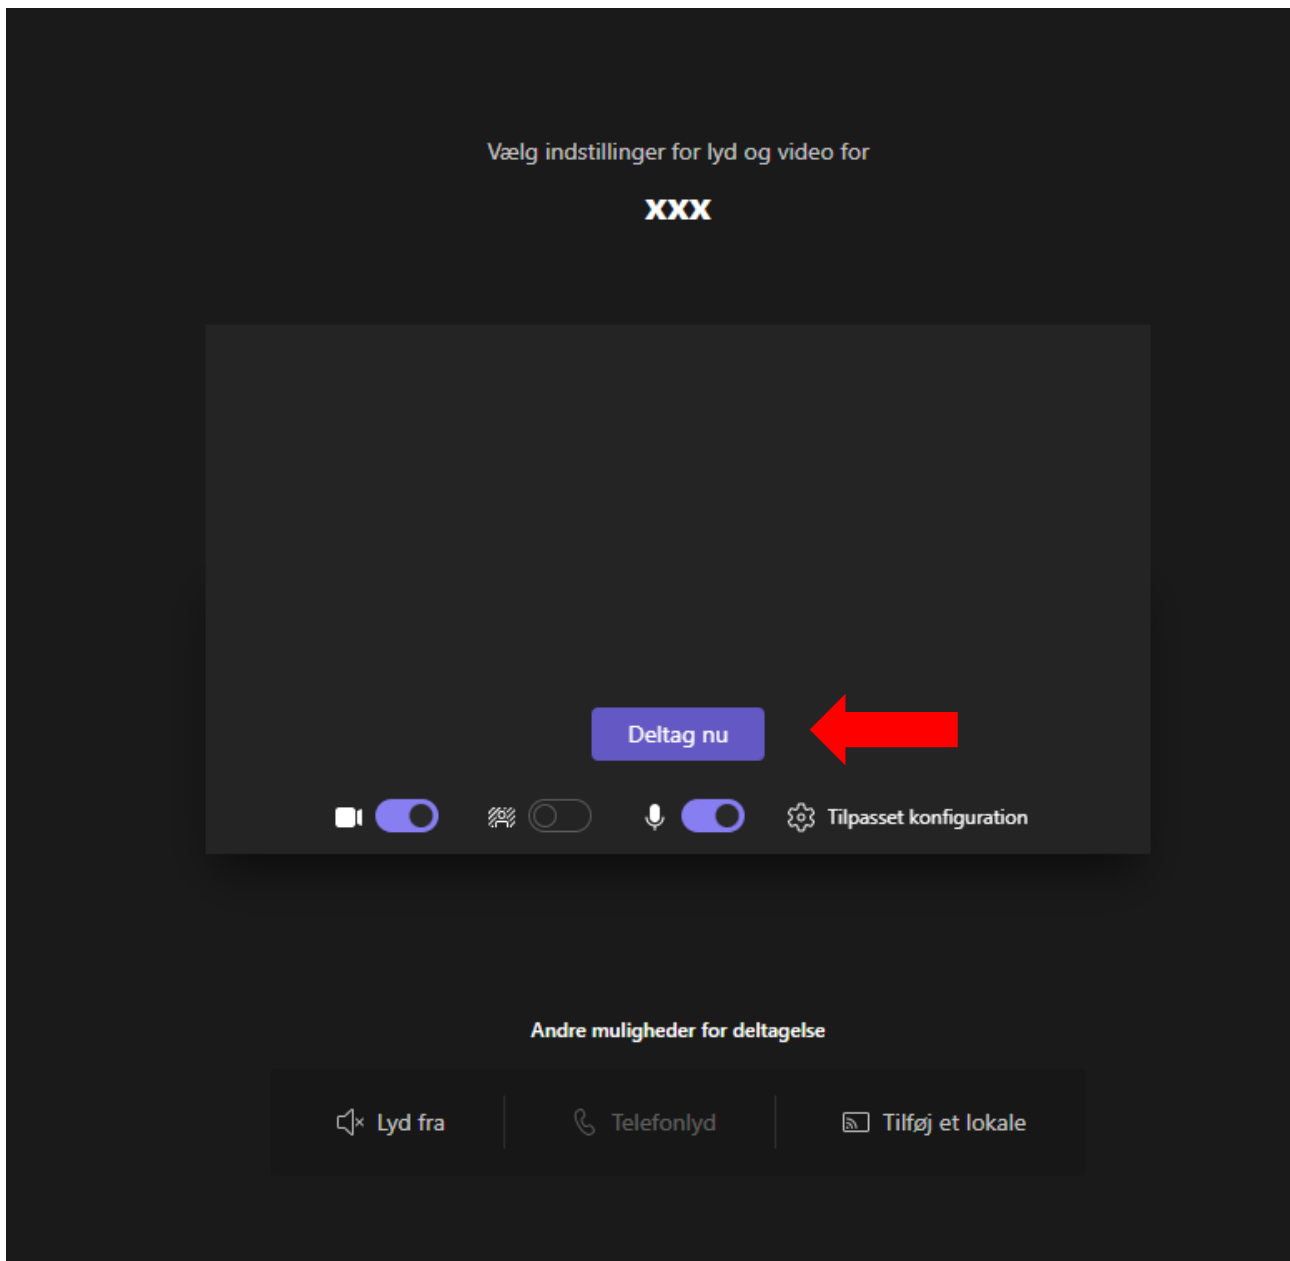 Vælg indstillinger for lyd og video for
xxx
Deltag nu
Tilpasset konfiguration
Andre muligheder for deltagelse
Lyd fra
Telefonlyd
Tilføj et lokale